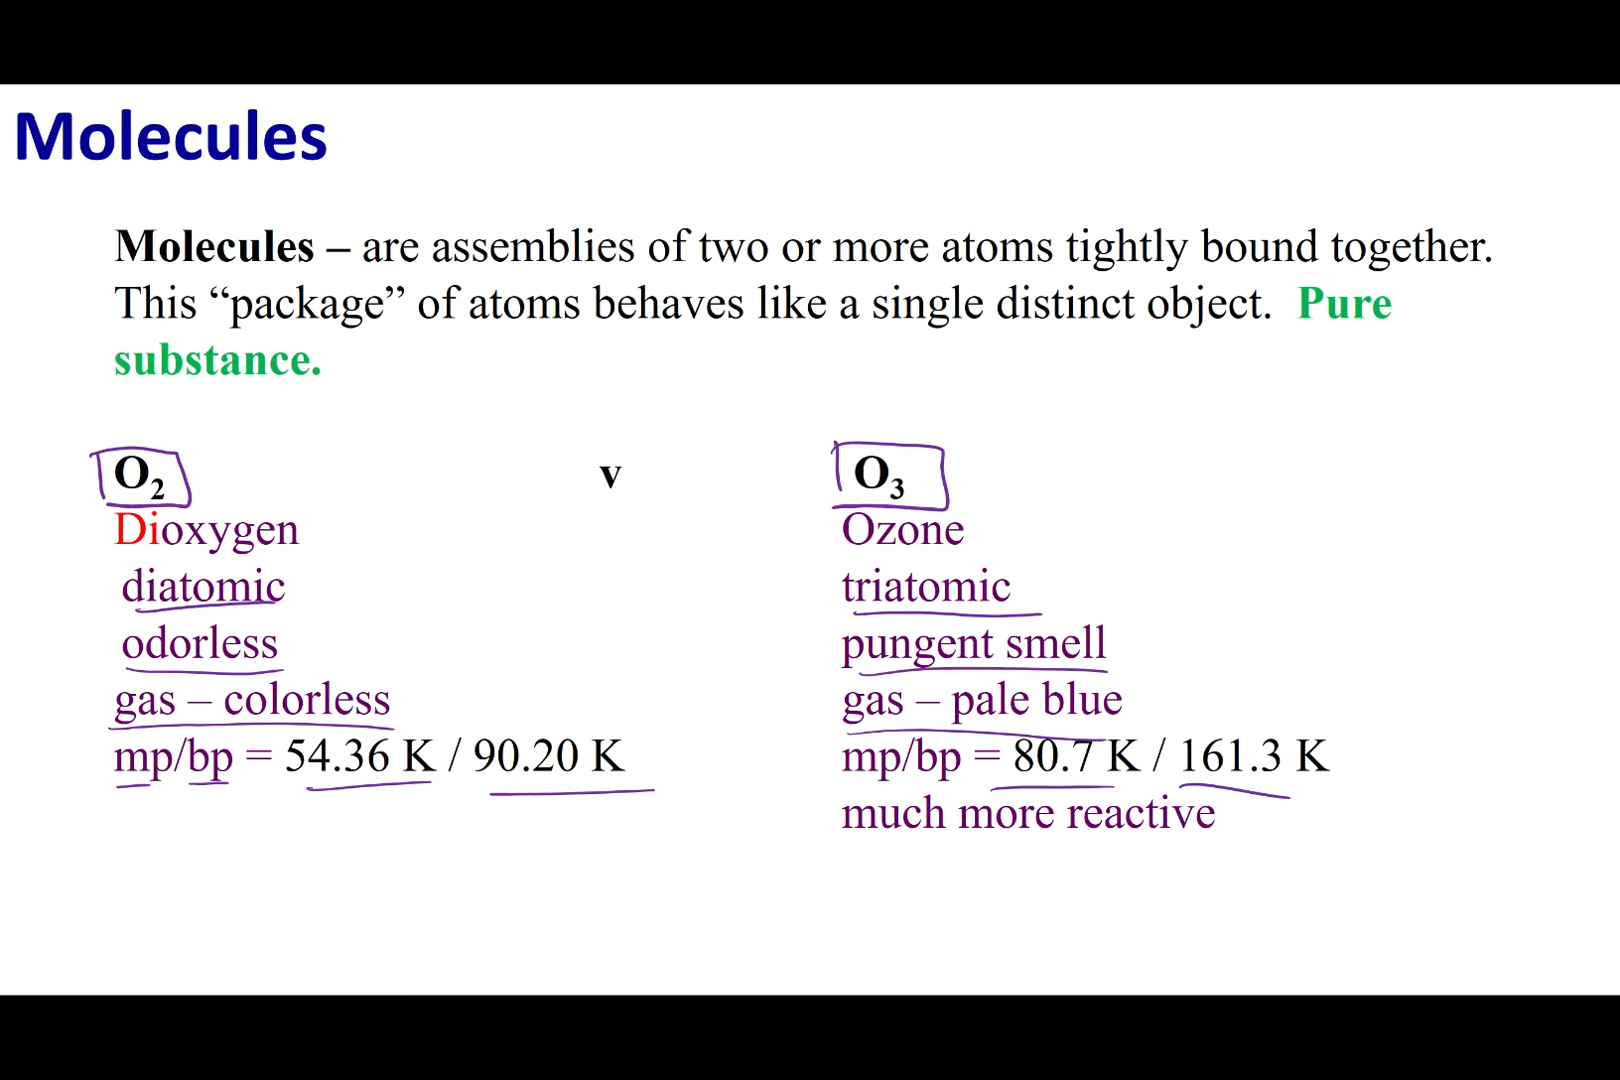 Molecules
Molecules – are assemblies of two or more atoms tightly bound together.
This “package” of atoms behaves like a single distinct object. Pure
substance.
O₂ v O₃
Dioxygen Ozone
diatomic triatomic
odorless pungent smell
gas – colorless gas – pale blue
mp/bp = 54.36 K / 90.20 K mp/bp = 80.7 K / 161.3 K
much more reactive